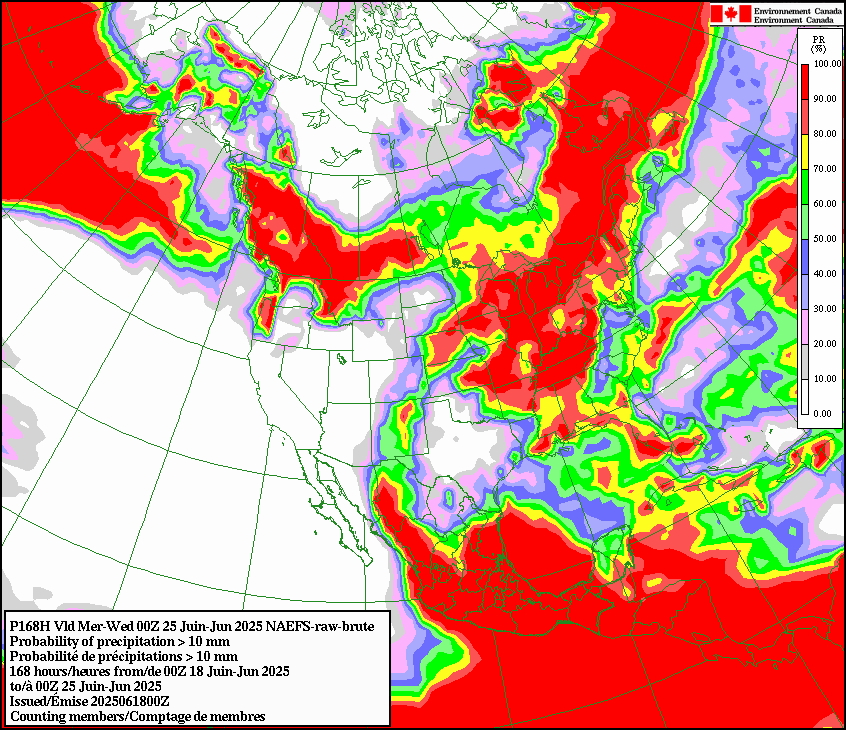 Environnement Canada
Environment Canada
PR
(%)
100.00
90.00
80.00
70.00
60.00
50.00
40.00
30.00
20.00
10.00
0.00
P168H Vld Mer-Wed 00Z 25 Juin-Jun 2025 NAEFS-raw-brute
Probability of precipitation > 10 mm
Probabilité de précipitations > 10 mm
168 hours/heures from/de 00Z 18 Juin-Jun 2025
to/à 00Z 25 Juin-Jun 2025
Issued/Émise 2025061800Z
Counting members/Comptage de membres